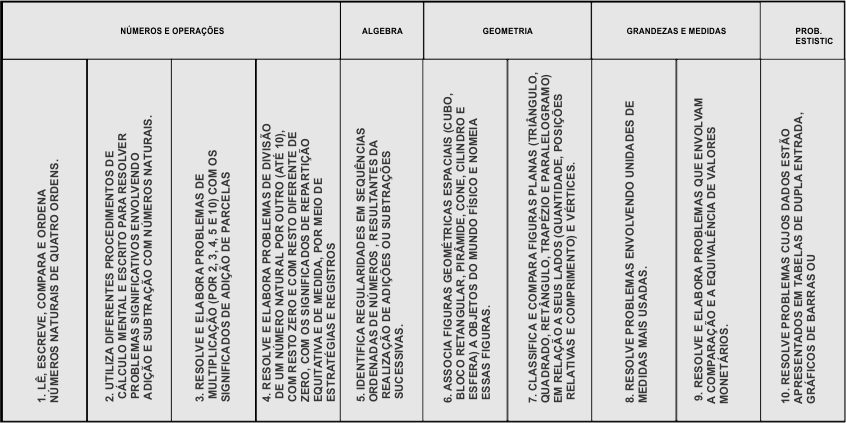 NÚMEROS E OPERAÇÕES
ALGEBRA
GEOMETRIA
GRANDEZAS E MEDIDAS
PROB.
ESTISTIC
1. LÊ, ESCREVE, COMPARA E ORDENA
NÚMEROS NATURAIS DE QUATRO ORDENS.
2. UTILIZA DIFERENTES PROCEDIMENTOS DE
CÁLCULO MENTAL E ESCRITO PARA RESOLVER
PROBLEMAS SIGNIFICATIVOS ENVOLVENDO
ADIÇÃO E SUBTRAÇÃO COM NÚMEROS NATURAIS.
3. RESOLVE E ELABORA PROBLEMAS DE
MULTIPLICAÇÃO (POR 2, 3, 4, 5 E 10) COM OS
SIGNIFICADOS DE ADIÇÃO DE PARCELAS
4. RESOLVE E ELABORA PROBLEMAS DE DIVISÃO
DE UM NÚMERO NATURAL POR OUTRO (ATÉ 10),
COM RESTO ZERO E COM RESTO DIFERENTE DE
ZERO, COM OS SIGNIFICADOS DE REPARTIÇÃO
EQUITATIVA E DE MEDIDA, POR MEIO DE
ESTRATÉGIAS E REGISTROS
5. IDENTIFICA REGULARIDADES EM SEQUÊNCIAS
ORDENADAS DE NÚMEROS , RESULTANTES DA
REALIZAÇÃO DE ADIÇÕES OU SUBTRAÇÕES
SUCESSIVAS.
6. ASSOCIA FIGURAS GEOMÉTRICAS ESPACIAIS (CUBO,
BLOCO RETANGULAR, PIRÂMIDE, CONE, CILINDRO E
ESFERA) A OBJETOS DO MUNDO FÍSICO E NOMEIA
ESSAS FIGURAS.
7. CLASSIFICA E COMPARA FIGURAS PLANAS (TRIÂNGULO,
QUADRADO, RETÂNGULO, TRAPÉZIO E PARALELOGRAMO)
EM RELAÇÃO A SEUS LADOS (QUANTIDADE, POSIÇÕES
RELATIVAS E COMPRIMENTO) E VÉRTICES.
8. RESOLVE PROBLEMAS ENVOLVENDO UNIDADES DE
MEDIDAS MAIS USADAS.
9. RESOLVE E ELABORA PROBLEMAS QUE ENVOLVAM
A COMPARAÇÃO E A EQUIVALÊNCIA DE VALORES
MONETÁRIOS.
10. RESOLVE PROBLEMAS CUJOS DADOS ESTÃO
APRESENTADOS EM TABELAS DE DUPLA ENTRADA,
GRÁFICOS DE BARRAS OU